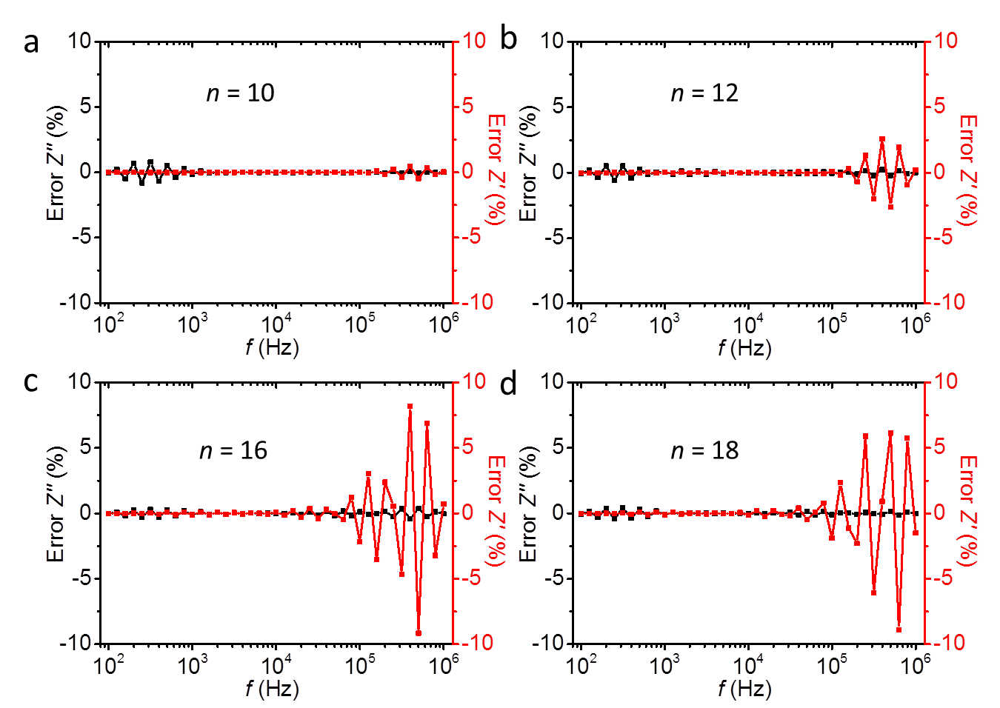 a
10
5
0
-5
-10
Error Z″ (%)
n = 10
10
5
0
-5
-10
Error Z′ (%)
10² 10³ 10⁴ 10⁵ 10⁶
f (Hz)
b
10
5
0
-5
-10
Error Z″ (%)
n = 12
10
5
0
-5
-10
Error Z′ (%)
10² 10³ 10⁴ 10⁵ 10⁶
f (Hz)
c
10
5
0
-5
-10
Error Z″ (%)
n = 16
10
5
0
-5
-10
Error Z′ (%)
10² 10³ 10⁴ 10⁵ 10⁶
f (Hz)
d
10
5
0
-5
-10
Error Z″ (%)
n = 18
10
5
0
-5
-10
Error Z′ (%)
10² 10³ 10⁴ 10⁵ 10⁶
f (Hz)